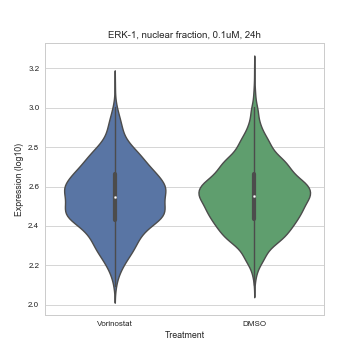 ERK-1, nuclear fraction, 0.1uM, 24h
3.2
3.0
2.8
2.6
2.4
2.2
2.0
Expression (log10)
Vorinostat
DMSO
Treatment